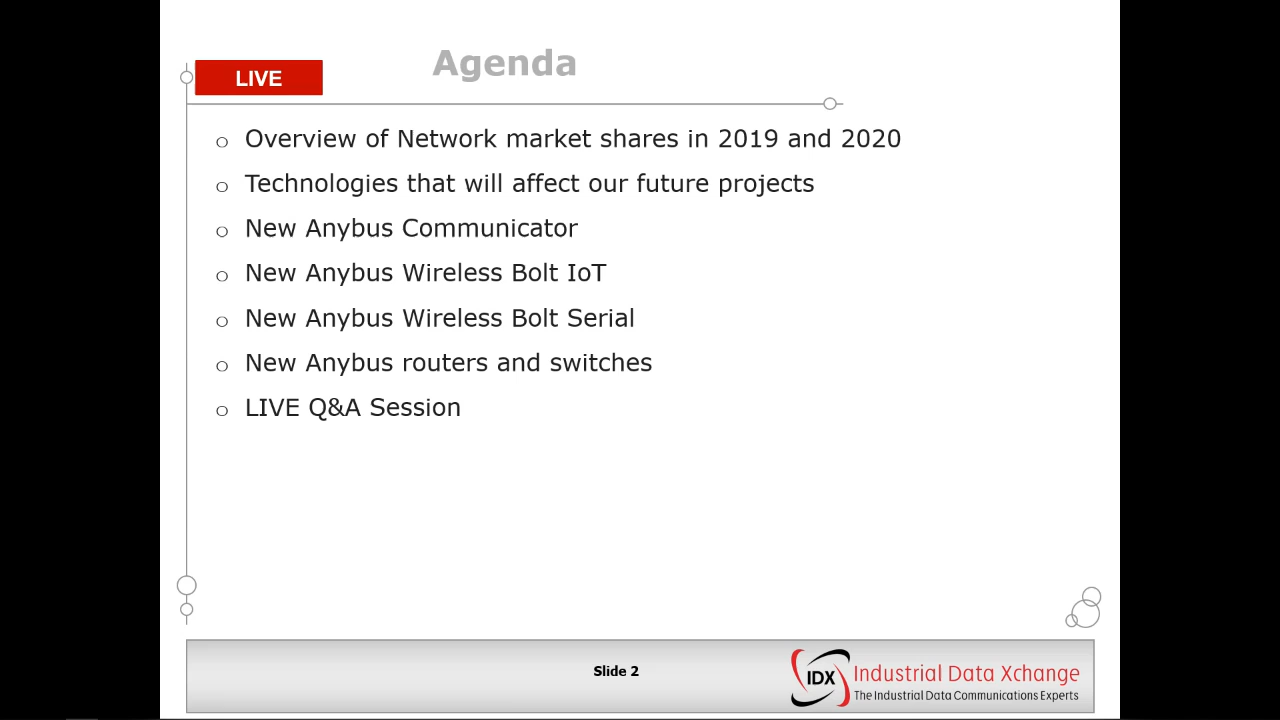 Agenda
LIVE
o Overview of Network market shares in 2019 and 2020
o Technologies that will affect our future projects
o New Anybus Communicator
o New Anybus Wireless Bolt IoT
o New Anybus Wireless Bolt Serial
o New Anybus routers and switches
o LIVE Q&A Session
Slide 2
IDX Industrial Data Xchange
The Industrial Data Communications Experts